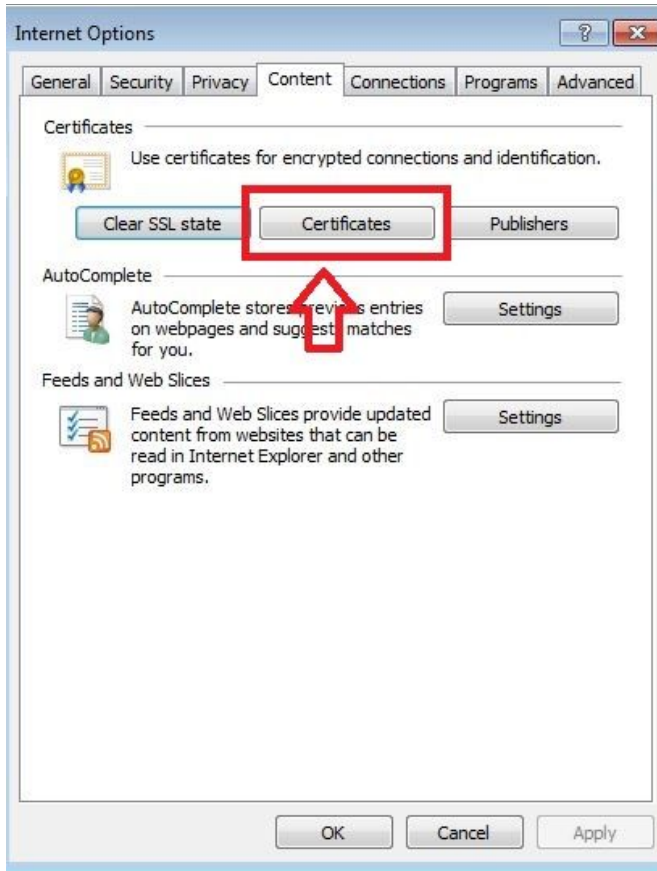 Internet Options
General Security Privacy Content Connections Programs Advanced
Certificates
Use certificates for encrypted connections and identification.
Clear SSL state Certificates Publishers
AutoComplete
AutoComplete stores previous entries
on webpages and suggests matches
for you.
Settings
Feeds and Web Slices
Feeds and Web Slices provide updated
content from websites that can be
read in Internet Explorer and other
programs.
Settings
OK Cancel Apply